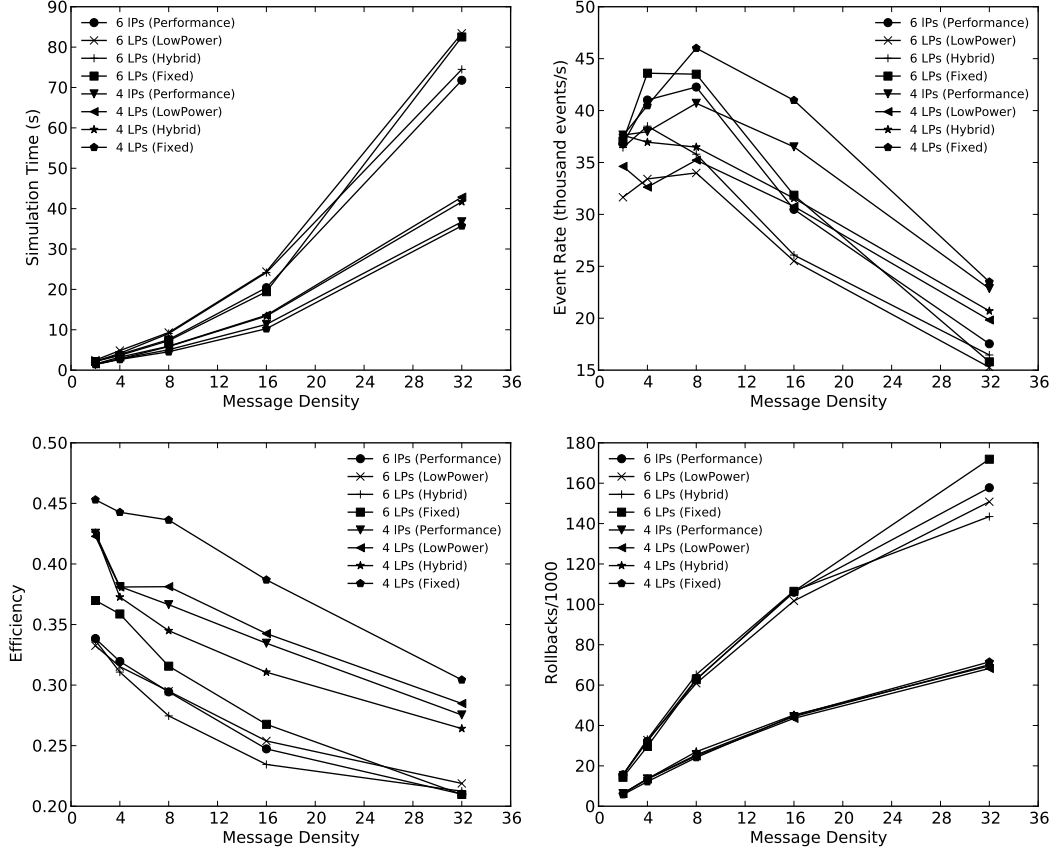 90
80
70
60
50
40
30
20
10
0
Simulation Time (s)
6 lPs (Performance)
6 LPs (LowPower)
6 LPs (Hybrid)
6 LPs (Fixed)
4 lPs (Performance)
4 LPs (LowPower)
4 LPs (Hybrid)
4 LPs (Fixed)
0 4 8 12 16 20 24 28 32 36
Message Density
50
45
40
35
30
25
20
15
Event Rate (thousand events/s)
6 lPs (Performance)
6 LPs (LowPower)
6 LPs (Hybrid)
6 LPs (Fixed)
4 lPs (Performance)
4 LPs (LowPower)
4 LPs (Hybrid)
4 LPs (Fixed)
0 4 8 12 16 20 24 28 32 36
Message Density
0.50
0.45
0.40
0.35
0.30
0.25
0.20
Efficiency
6 lPs (Performance)
6 LPs (LowPower)
6 LPs (Hybrid)
6 LPs (Fixed)
4 lPs (Performance)
4 LPs (LowPower)
4 LPs (Hybrid)
4 LPs (Fixed)
0 4 8 12 16 20 24 28 32 36
Message Density
180
160
140
120
100
80
60
40
20
0
Rollbacks/1000
6 lPs (Performance)
6 LPs (LowPower)
6 LPs (Hybrid)
6 LPs (Fixed)
4 lPs (Performance)
4 LPs (LowPower)
4 LPs (Hybrid)
4 LPs (Fixed)
0 4 8 12 16 20 24 28 32 36
Message Density